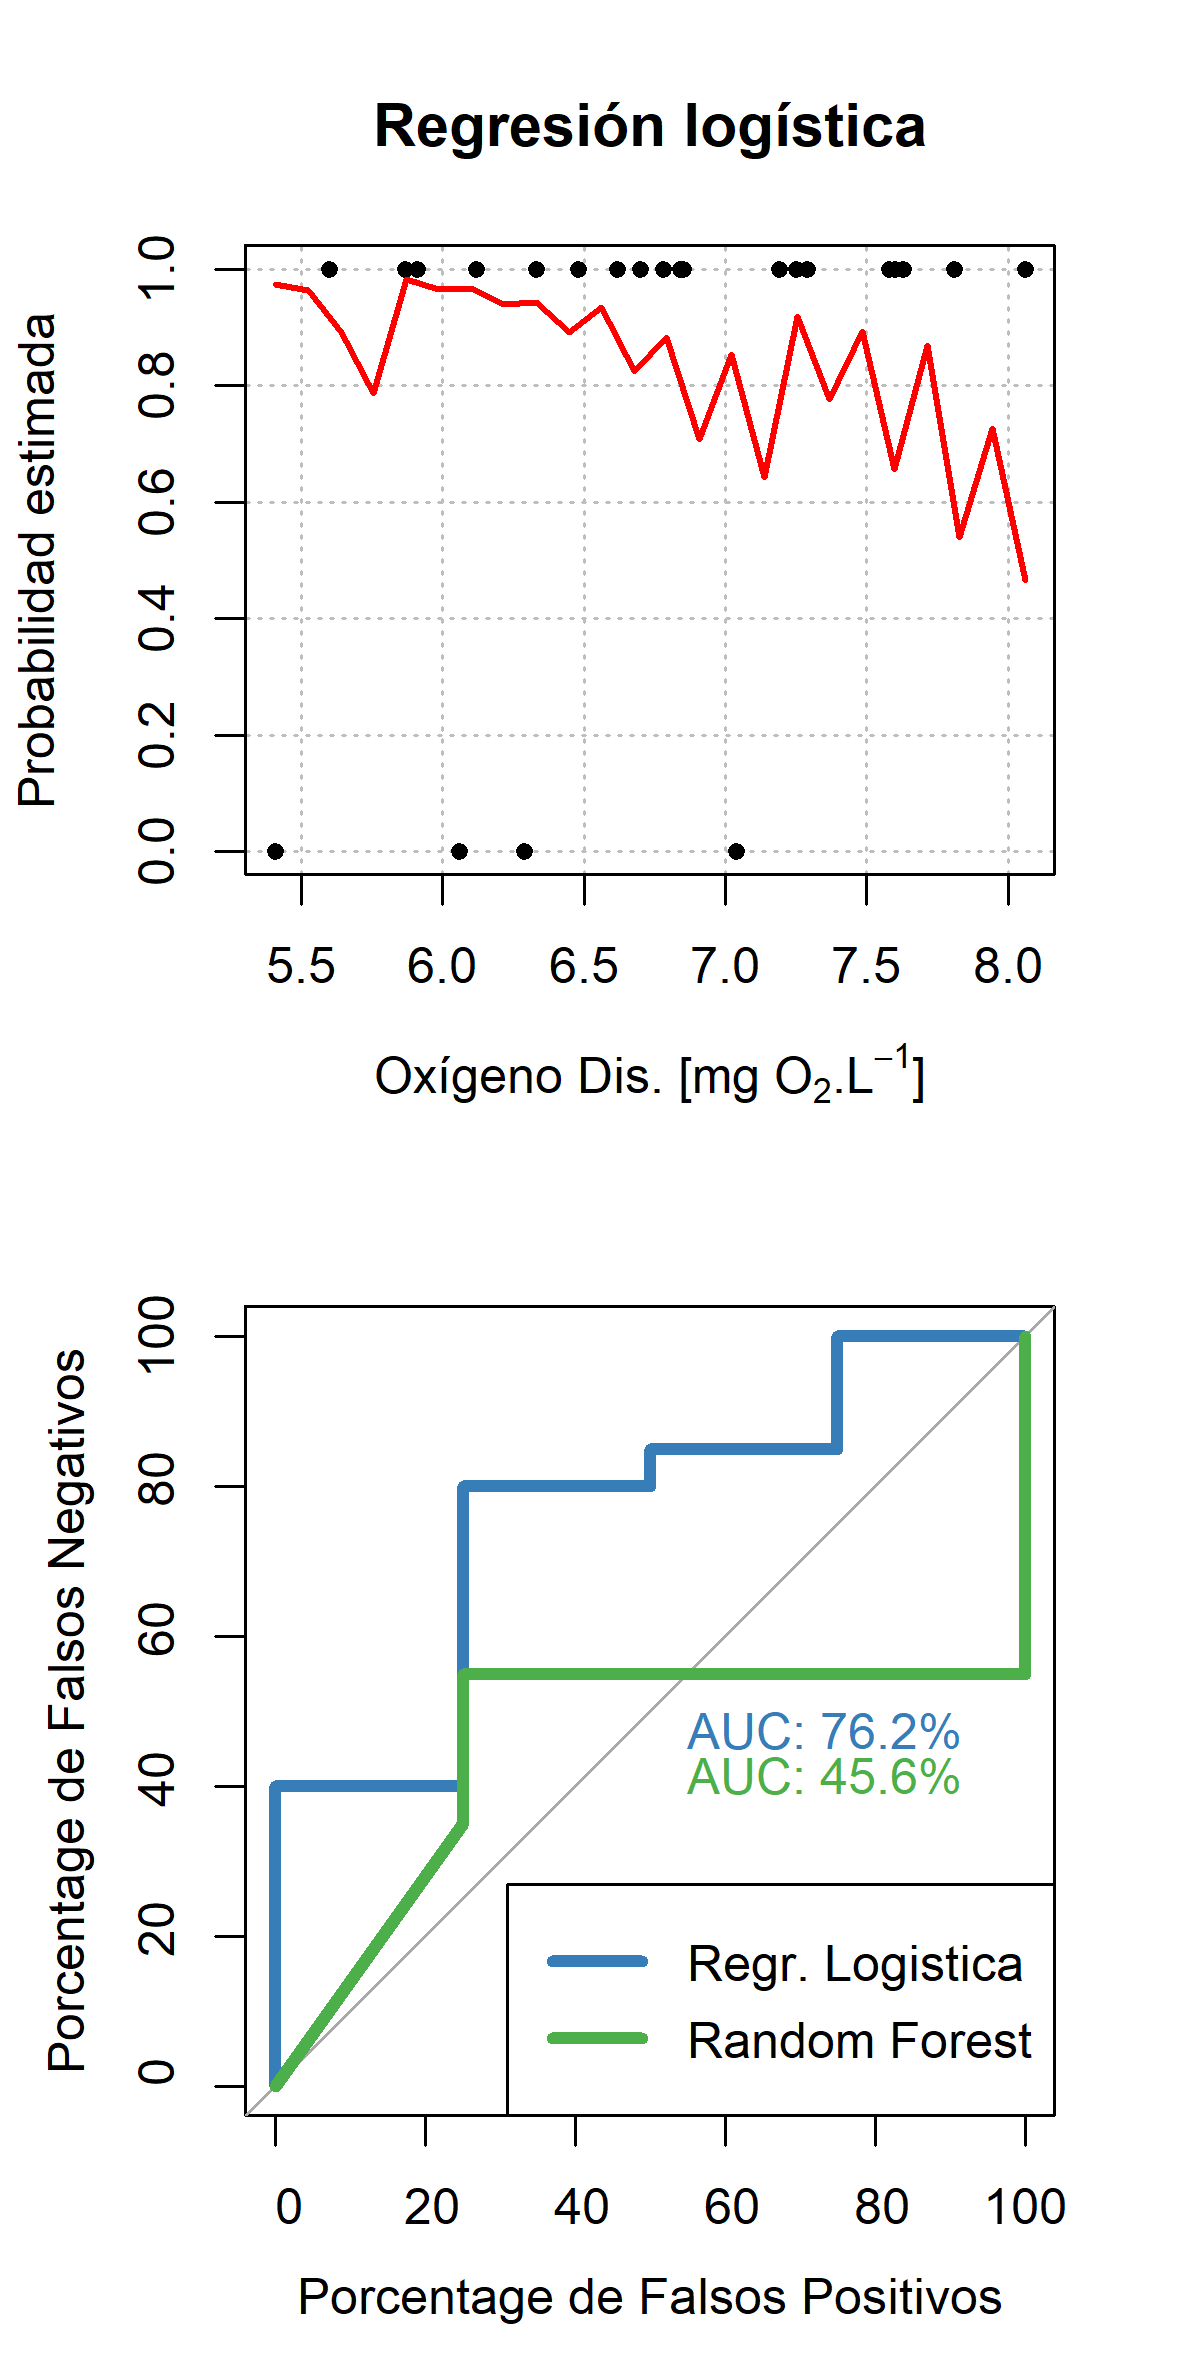 Regresión logística
Probabilidad estimada
1.0
0.8
0.6
0.4
0.2
0.0
5.5 6.0 6.5 7.0 7.5 8.0
Oxígeno Dis. [mg O₂.L⁻¹]
Porcentage de Falsos Negativos
100
80
60
40
20
0
AUC: 76.2%
AUC: 45.6%
Regr. Logistica
Random Forest
0 20 40 60 80 100
Porcentage de Falsos Positivos